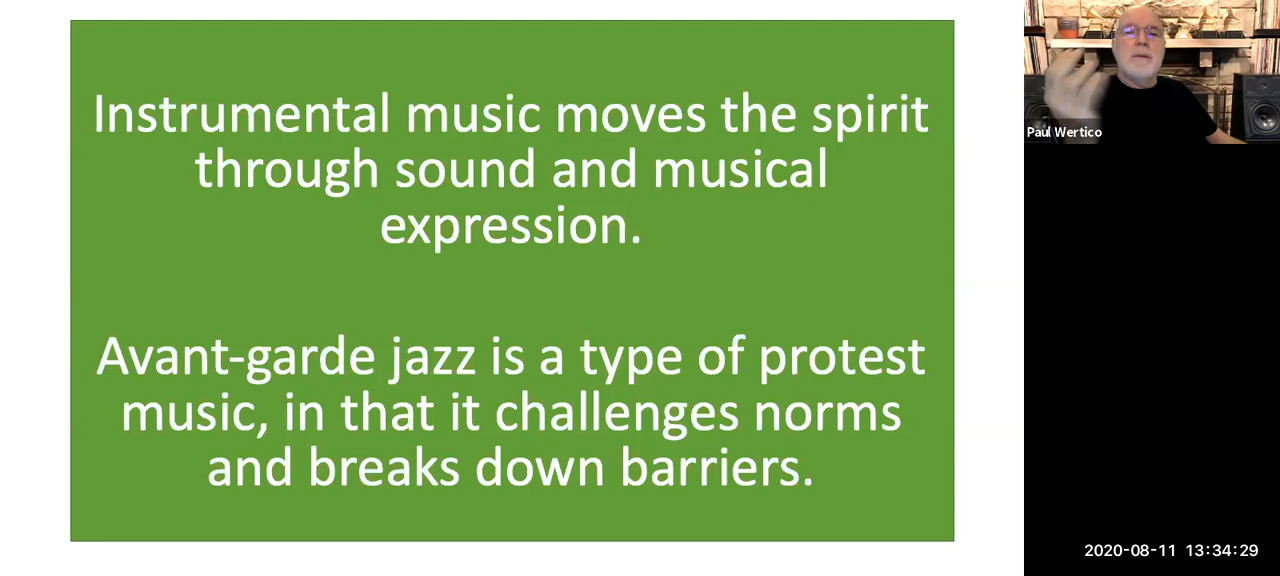 Instrumental music moves the spirit
through sound and musical
expression.
Avant-garde jazz is a type of protest
music, in that it challenges norms
and breaks down barriers.
Paul Wertico
2020-08-11 13:34:29